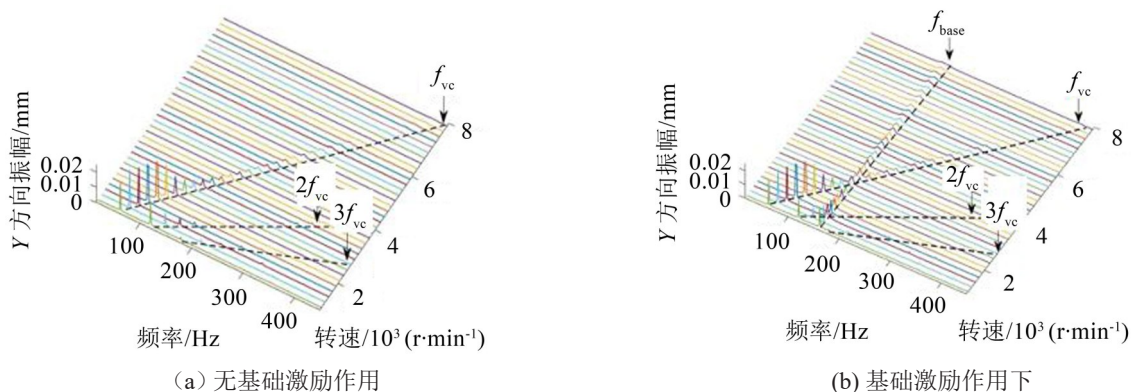 f_vc
8
6
2f_vc
3f_vc
4
2
0.02
0.01
0
Y 方向振幅/mm
100
200
300
400
频率/Hz
转速/10³ (r·min⁻¹)
（a）无基础激励作用
f_base
f_vc
8
6
2f_vc
3f_vc
4
2
0.02
0.01
0
Y 方向振幅/mm
100
200
300
400
频率/Hz
转速/10³ (r·min⁻¹)
(b) 基础激励作用下